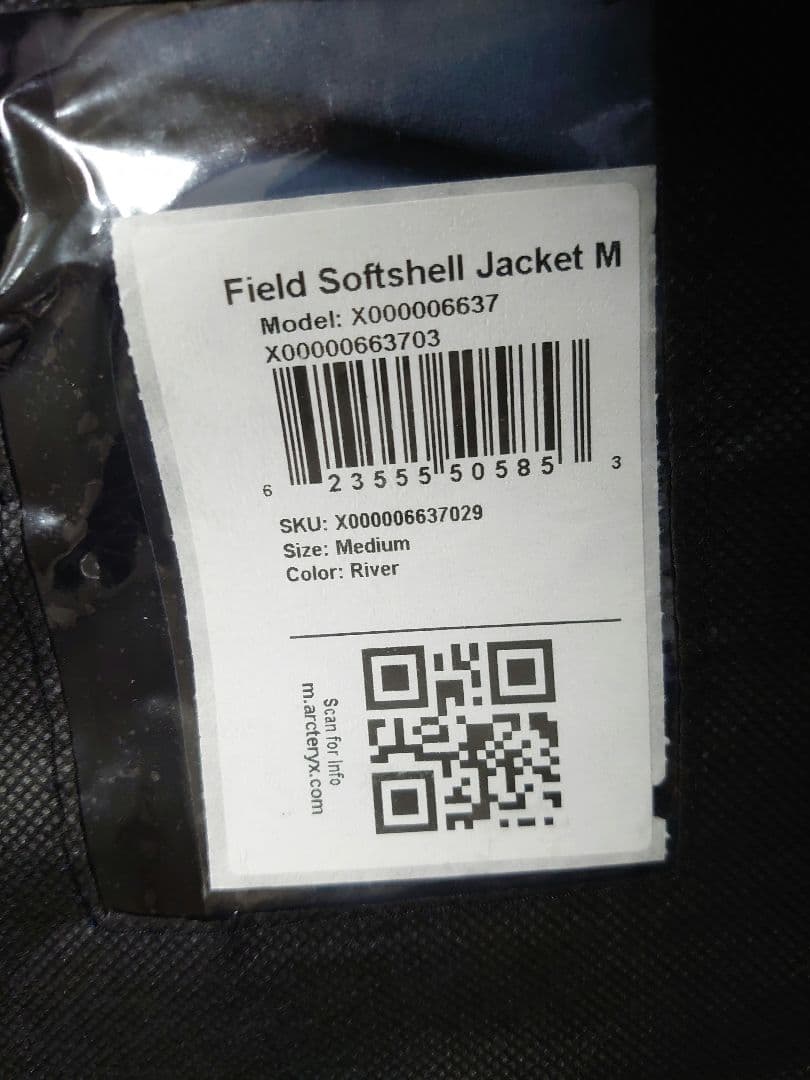 Field Softshell Jacket M
Model: X000006637
X00000663703
6 23555 50585 3
SKU: X000006637029
Size: Medium
Color: River
Scan for Info
m.arcteryx.com